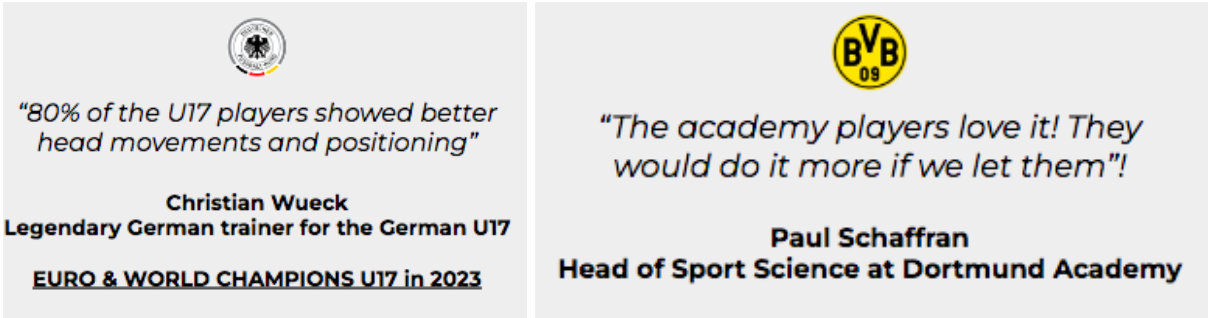 “80% of the U17 players showed better
head movements and positioning”
Christian Wueck
Legendary German trainer for the German U17
EURO & WORLD CHAMPIONS U17 in 2023
BVB
09
“The academy players love it! They
would do it more if we let them”!
Paul Schaffran
Head of Sport Science at Dortmund Academy